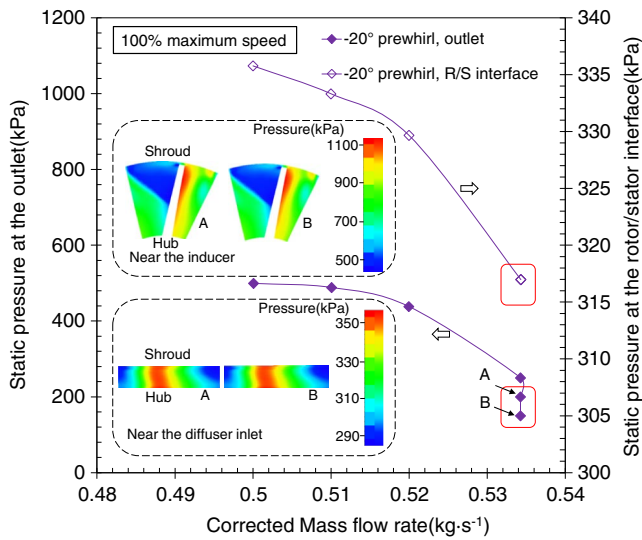 100% maximum speed
-20° prewhirl, outlet
-20° prewhirl, R/S interface
Static pressure at the outlet(kPa)
1200
1000
800
600
400
200
0
Static pressure at the rotor/stator interface(kPa)
340
335
330
325
320
315
310
305
300
Pressure(kPa)
1100
900
700
500
Shroud
A
B
Hub
Near the inducer
Pressure(kPa)
350
330
310
290
Shroud
Hub
A
B
Near the diffuser inlet
A
B
0.48
0.49
0.5
0.51
0.52
0.53
0.54
Corrected Mass flow rate(kg·s⁻¹)